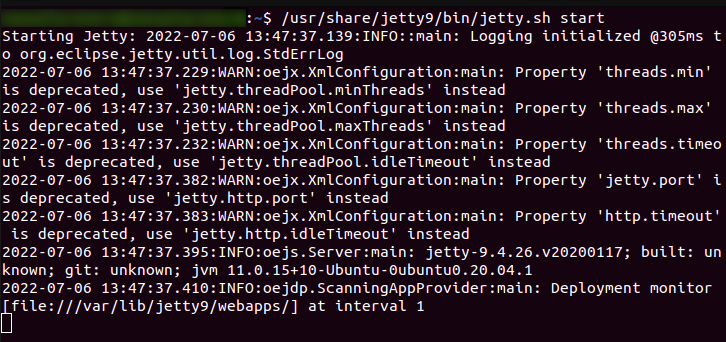 :~$ /usr/share/jetty9/bin/jetty.sh start
Starting Jetty: 2022-07-06 13:47:37.139:INFO::main: Logging initialized @305ms t
o org.eclipse.jetty.util.log.StdErrLog
2022-07-06 13:47:37.229:WARN:oejx.XmlConfiguration:main: Property 'threads.min'
is deprecated, use 'jetty.threadPool.minThreads' instead
2022-07-06 13:47:37.230:WARN:oejx.XmlConfiguration:main: Property 'threads.max'
is deprecated, use 'jetty.threadPool.maxThreads' instead
2022-07-06 13:47:37.232:WARN:oejx.XmlConfiguration:main: Property 'threads.timeo
ut' is deprecated, use 'jetty.threadPool.idleTimeout' instead
2022-07-06 13:47:37.382:WARN:oejx.XmlConfiguration:main: Property 'jetty.port' i
s deprecated, use 'jetty.http.port' instead
2022-07-06 13:47:37.383:WARN:oejx.XmlConfiguration:main: Property 'http.timeout'
 is deprecated, use 'jetty.http.idleTimeout' instead
2022-07-06 13:47:37.395:INFO:oejs.Server:main: jetty-9.4.26.v20200117; built: un
known; git: unknown; jvm 11.0.15+10-Ubuntu-0ubuntu0.20.04.1
2022-07-06 13:47:37.410:INFO:oejdp.ScanningAppProvider:main: Deployment monitor
[file:///var/lib/jetty9/webapps/] at interval 1